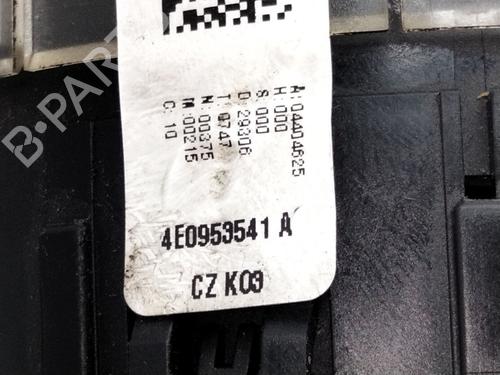 A:04404625
H:000
S:000
D:29306
T:0747
N:00375
M:00215
C:10
4E0953541 A
CZ K03
B-PARTS